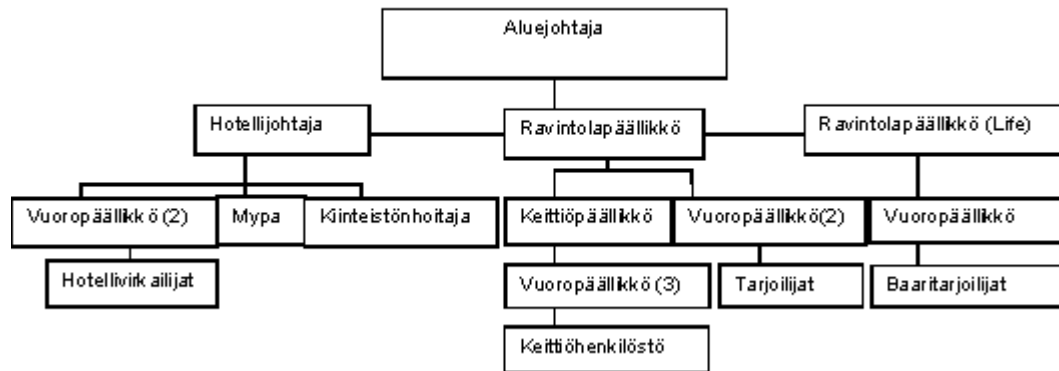 Aluejohtaja
Hotellijohtaja
Ravintolapäällikkö
Ravintolapäällikkö (Life)
Vuoropäällikkö (2)
Mypa
Kiinteistönhoitaja
Keittiöpäällikkö
Vuoropäällikkö(2)
Vuoropäällikkö
Hotellivirkailijat
Vuoropäällikkö (3)
Tarjoilijat
Baaritarjoilijat
Keittiöhenkilöstö